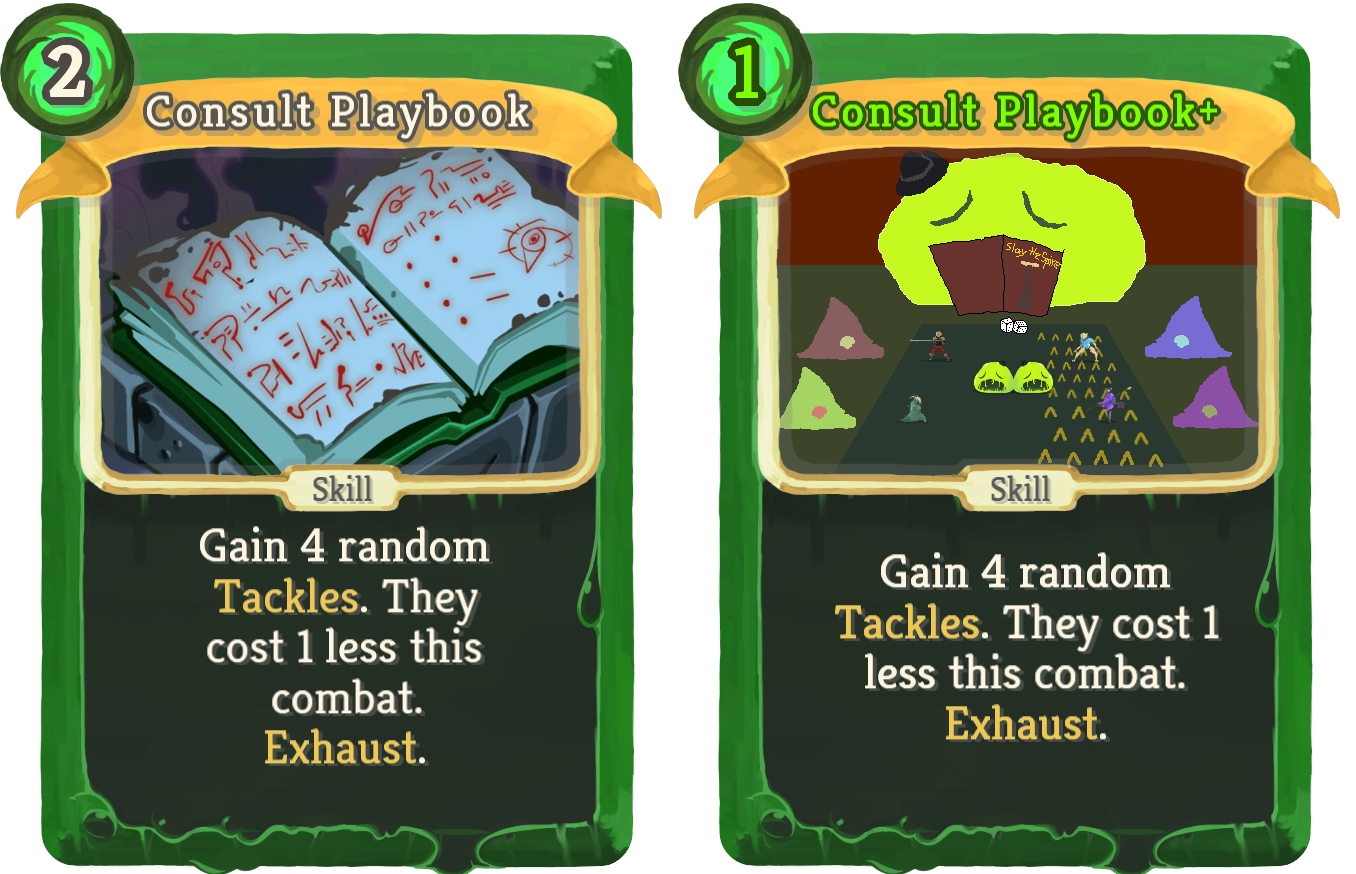 2
Consult Playbook
Skill
Gain 4 random
Tackles. They
cost 1 less this
combat.
Exhaust.
1
Consult Playbook+
Slay the Spire
Skill
Gain 4 random
Tackles. They cost 1
less this combat.
Exhaust.